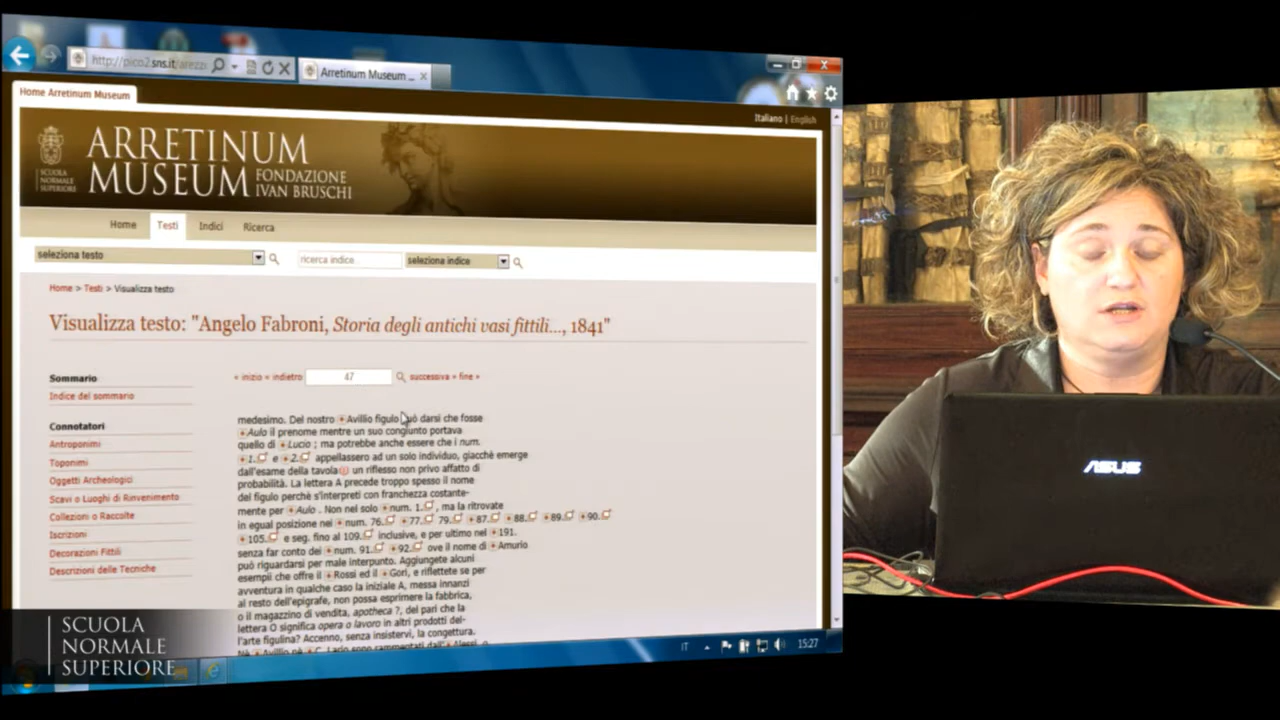 http://pico2.sns.it/arezz
Arretinum Museum ...
Home Arretinum Museum
Italiano | English
SCUOLA
NORMALE
SUPERIORE
ARRETINUM
MUSEUM
FONDAZIONE
IVAN BRUSCHI
Home Testi Indici Ricerca
seleziona testo
ricerca indice
seleziona indice
Home > Testi > Visualizza testo
Visualizza testo: "Angelo Fabroni, Storia degli antichi vasi fittili..., 1841"
Sommario
Indice del sommario
Connotatori
Antroponimi
Toponimi
Oggetti Archeologici
Scavi o Luoghi di Rinvenimento
Collezioni o Raccolte
Iscrizioni
Decorazioni Fittili
Descrizioni delle Tecniche
« inizio « indietro 47 successiva » fine »
medesimo. Del nostro Avillio figulo può darsi che fosse
Aulo il prenome mentre un suo congiunto portava
quello di Lucio ; ma potrebbe anche essere che i num.
1. e 2. appellassero ad un solo individuo, giacchè emerge
dall'esame della tavola un riflesso non privo affatto di
probabilità. La lettera A precede troppo spesso il nome
del figulo perchè s'interpreti con franchezza costante-
mente per Aulo . Non nel solo num. 1. , ma la ritrovate
in egual posizione nei num. 76. 77. 79. 87. 88. 89. 90.
105. e seg. fino al 109. inclusive, e per ultimo nel 191.
senza far conto dei num. 91. 92. ove il nome di Amurio
può riguardarsi per male interpunto. Aggiungete alcuni
esempii che offre il Rossi ed il Gori, e riflettete se per
avventura in qualche caso la iniziale A, messa innanzi
al resto dell'epigrafe, non possa esprimere la fabbrica,
o il magazzino di vendita, apotheca ?, del pari che la
lettera O significa opera o lavoro in altri prodotti del-
l'arte figulina? Accenno, senza insistervi, la congettura.
IT
15:27
SCUOLA
NORMALE
SUPERIORE
ASUS